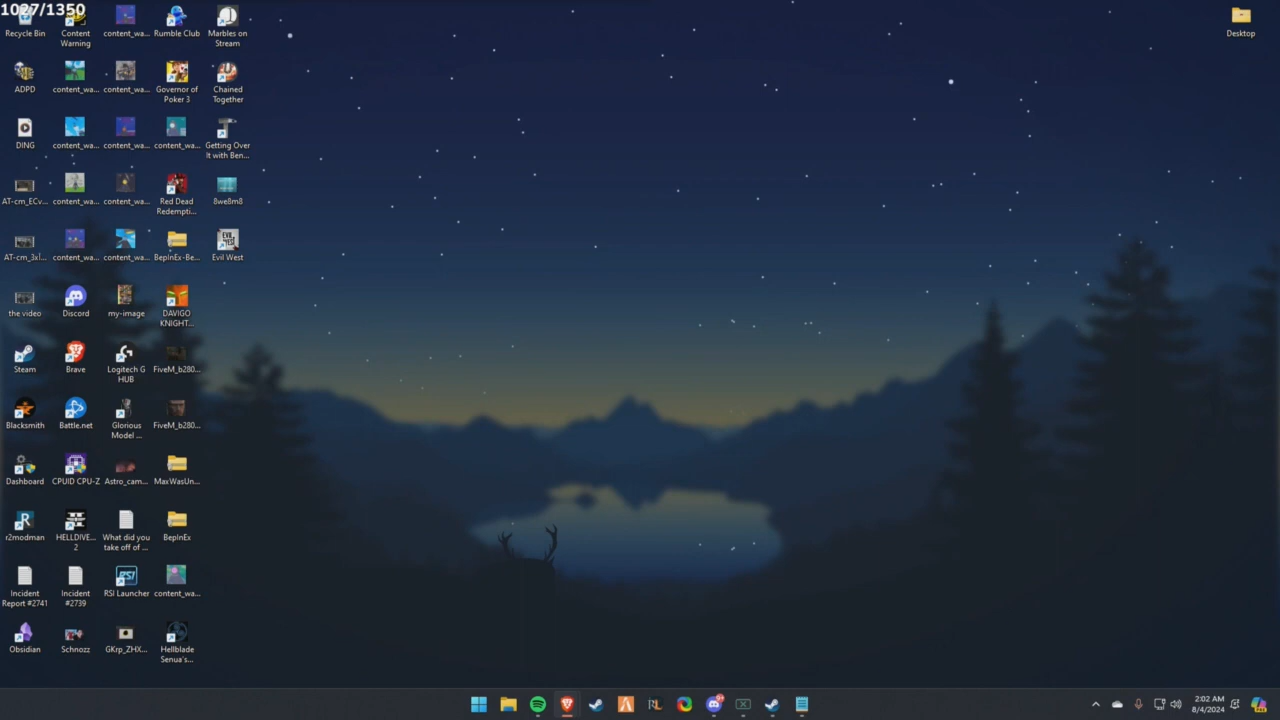 1027/1350
Recycle Bin
Content
Warning
content_wa...
Rumble Club
Marbles on
Stream
Desktop
ADPD
content_wa...
content_wa...
Governor of
Poker 3
Chained
Together
DING
content_wa...
content_wa...
content_wa...
Getting Over
It with Ben...
AT-cm_ECv...
content_wa...
content_wa...
Red Dead
Redempti...
8we8m8
AT-cm_3xl...
content_wa...
content_wa...
BepInEx-Be...
EVIL
WEST
Evil West
the video
Discord
my-image
DAVIGO
KNIGHT...
Steam
Brave
Logitech G
HUB
FiveM_b280...
Blacksmith
Battle.net
Glorious
Model ...
FiveM_b280...
Dashboard
CPUID CPU-Z
Astro_cam...
MaxWasUn...
R
r2modman
HELLDIVE...
2
What did you
take off of ...
BepInEx
Incident
Report #2741
Incident
#2739
RSI
RSI Launcher
content_wa...
Obsidian
Schnozz
GKrp_ZHX...
Hellblade
Senua's...
2:02 AM
8/4/2024